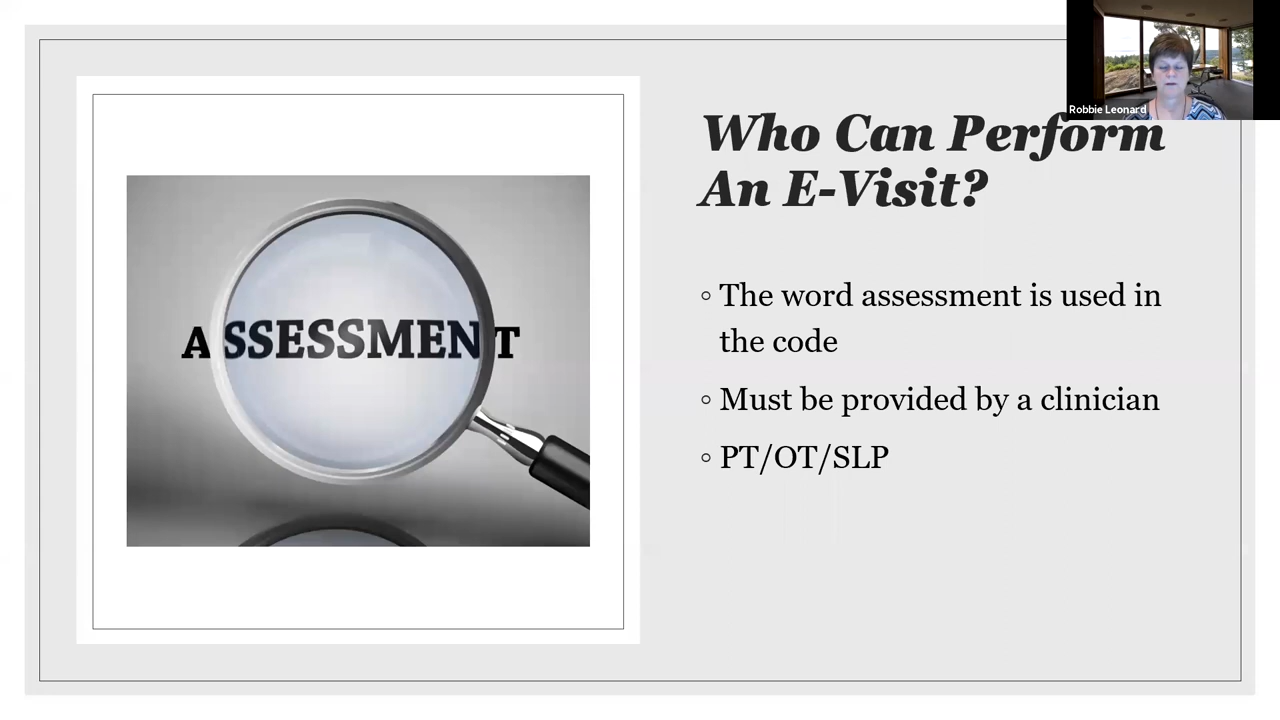 Robbie Leonard
Who Can Perform
An E-Visit?
ASSESSMENT
◦ The word assessment is used in
the code
◦ Must be provided by a clinician
◦ PT/OT/SLP